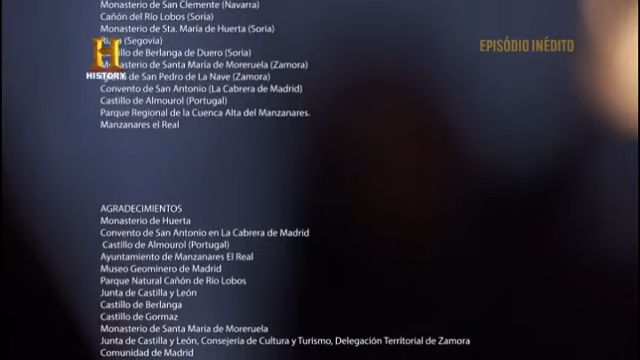 Monasterio de San Clemente (Navarra)
Cañón del Río Lobos (Soria)
Monasterio de Sta. María de Huerta (Soria)
(Segovia)
EPISÓDIO INÉDITO
Castillo de Berlanga de Duero (Soria)
Monasterio de Santa María de Moreruela (Zamora)
H
HISTORY
de San Pedro de La Nave (Zamora)
Convento de San Antonio (La Cabrera de Madrid)
Castillo de Almourol (Portugal)
Parque Regional de la Cuenca Alta del Manzanares.
Manzanares el Real
AGRADECIMIENTOS
Monasterio de Huerta
Convento de San Antonio en La Cabrera de Madrid
Castillo de Almourol (Portugal)
Ayuntamiento de Manzanares El Real
Museo Geominero de Madrid
Parque Natural Cañón de Río Lobos
Junta de Castilla y León
Castillo de Berlanga
Castillo de Gormaz
Monasterio de Santa María de Moreruela
Junta de Castilla y León, Consejería de Cultura y Turismo, Delegación Territorial de Zamora
Comunidad de Madrid